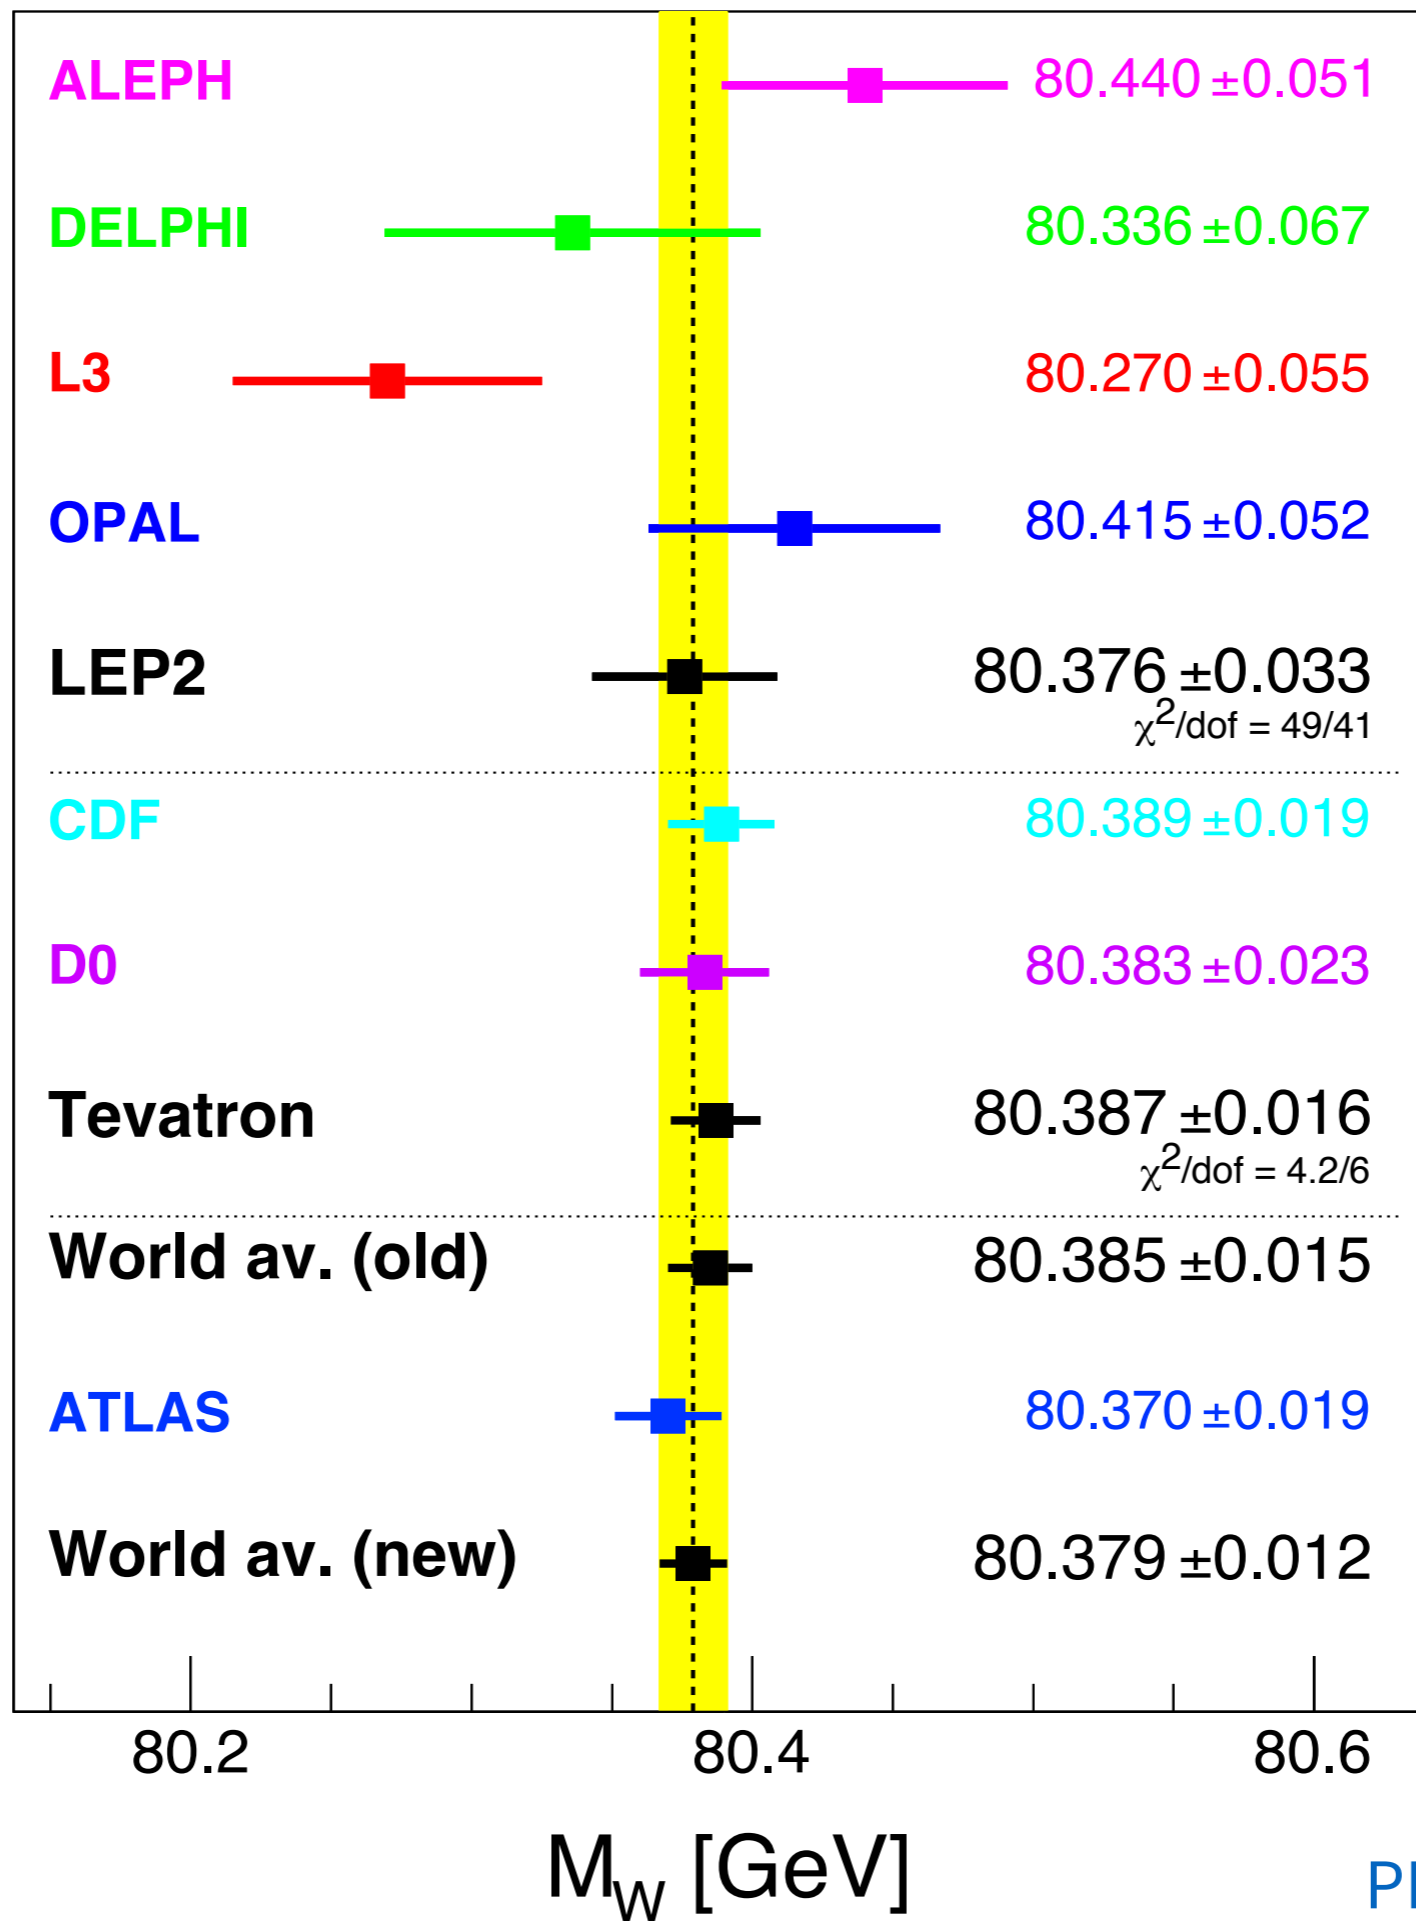 ALEPH 80.440 ±0.051
DELPHI 80.336 ±0.067
L3 80.270 ±0.055
OPAL 80.415 ±0.052
LEP2 80.376 ±0.033
χ²/dof = 49/41
CDF 80.389 ±0.019
D0 80.383 ±0.023
Tevatron 80.387 ±0.016
χ²/dof = 4.2/6
World av. (old) 80.385 ±0.015
ATLAS 80.370 ±0.019
World av. (new) 80.379 ±0.012
80.2 80.4 80.6
M_W [GeV]